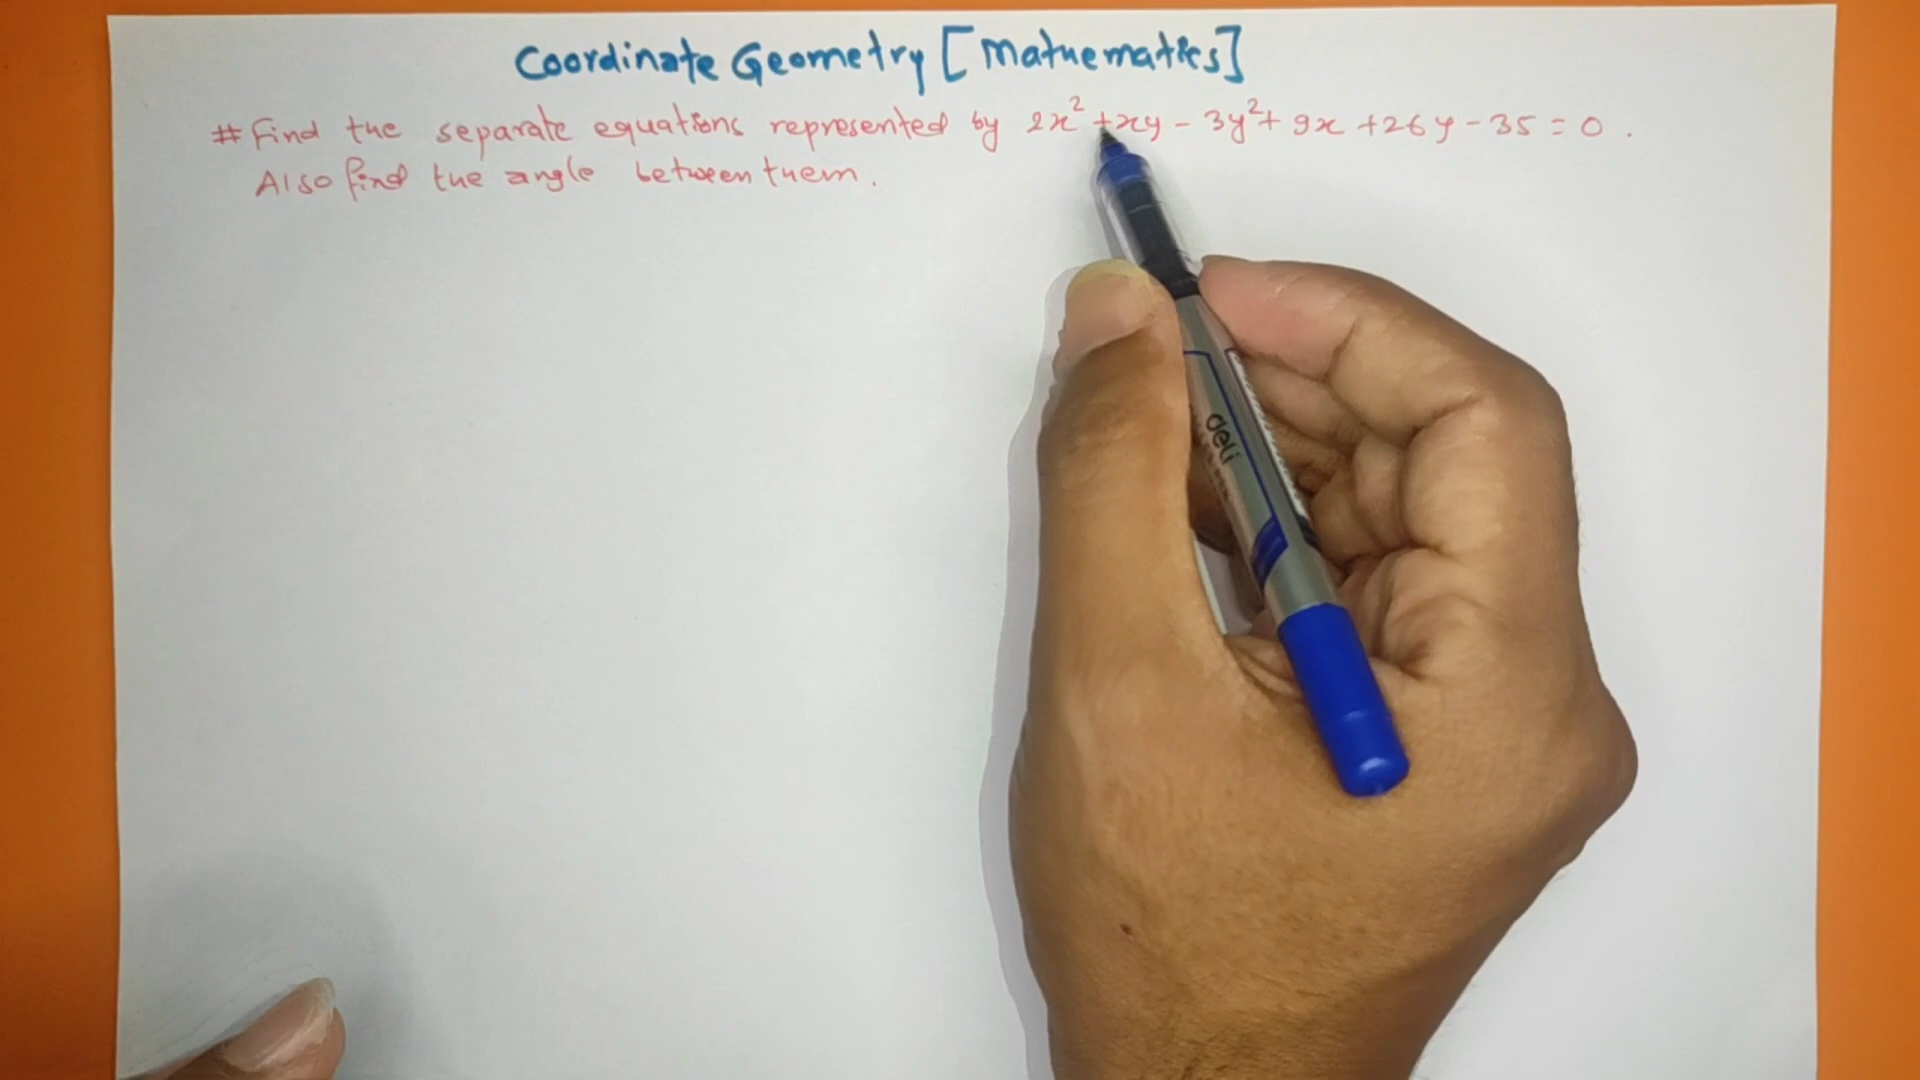 Coordinate Geometry [Mathematics]
# Find the separate equations represented by 2x² + xy - 3y² + 9x + 26y - 35 = 0 .
Also find the angle between them.
deli